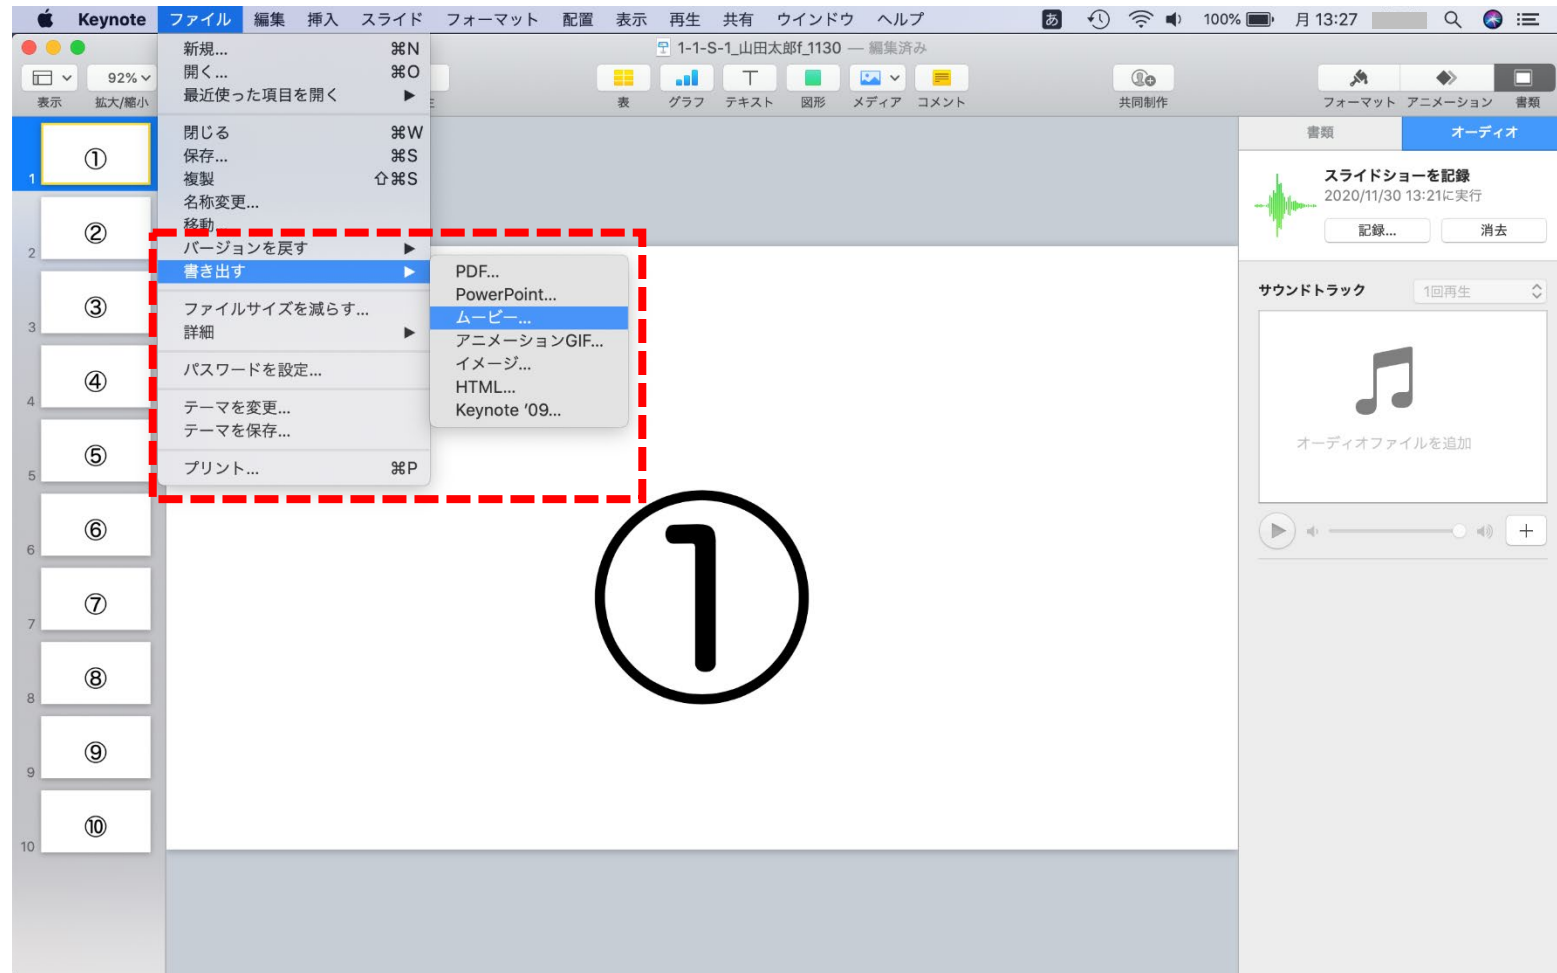 Keynote ファイル 編集 挿入 スライド フォーマット 配置 表示 再生 共有 ウインドウ ヘルプ あ 100% 月13:27
1-1-S-1_山田太郎f_1130 — 編集済み
92%
表示 拡大/縮小 表 グラフ テキスト 図形 メディア コメント 共同制作 フォーマット アニメーション 書類
新規... ⌘N
開く... ⌘O
最近使った項目を開く ▶
閉じる ⌘W
保存... ⌘S
複製 ⇧⌘S
名称変更...
移動...
バージョンを戻す ▶
書き出す ▶
ファイルサイズを減らす...
詳細 ▶
パスワードを設定...
テーマを変更...
テーマを保存...
プリント... ⌘P
PDF...
PowerPoint...
ムービー...
アニメーションGIF...
イメージ...
HTML...
Keynote '09...
1 ①
2 ②
3 ③
4 ④
5 ⑤
6 ⑥
7 ⑦
8 ⑧
9 ⑨
10 ⑩
①
書類 オーディオ
スライドショーを記録
2020/11/30 13:21に実行
記録... 消去
サウンドトラック 1回再生
オーディオファイルを追加